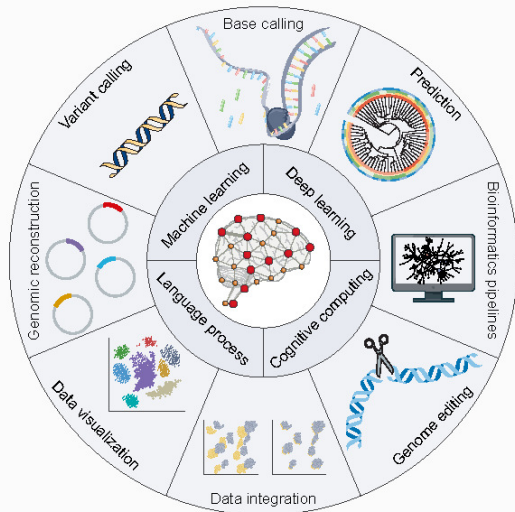 Base calling
Prediction
Bioinformatics pipelines
Genome editing
Data integration
Data visualization
Genomic reconstruction
Variant calling
Machine learning
Deep learning
Cognitive computing
Language process